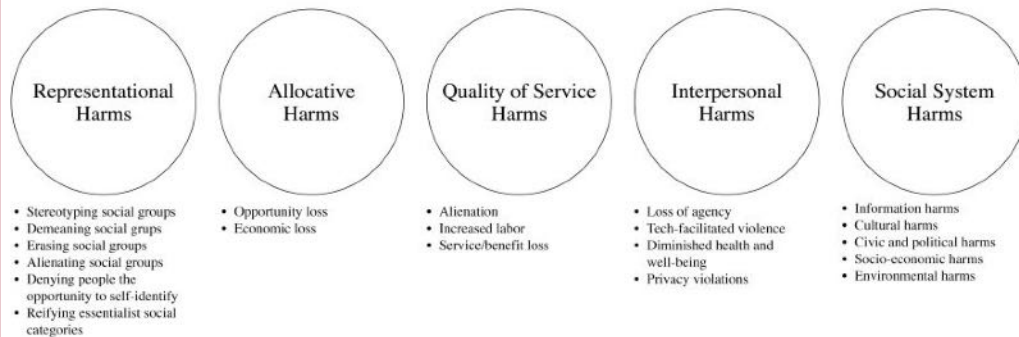 Representational
Harms
Allocative
Harms
Quality of Service
Harms
Interpersonal
Harms
Social System
Harms
• Stereotyping social groups
• Demeaning social grups
• Erasing social groups
• Alienating social groups
• Denying people the
opportunity to self-identify
• Reifying essentialist social
categories
• Opportunity loss
• Economic loss
• Alienation
• Increased labor
• Service/benefit loss
• Loss of agency
• Tech-facilitated violence
• Diminished health and
well-being
• Privacy violations
• Information harms
• Cultural harms
• Civic and political harms
• Socio-economic harms
• Environmental harms